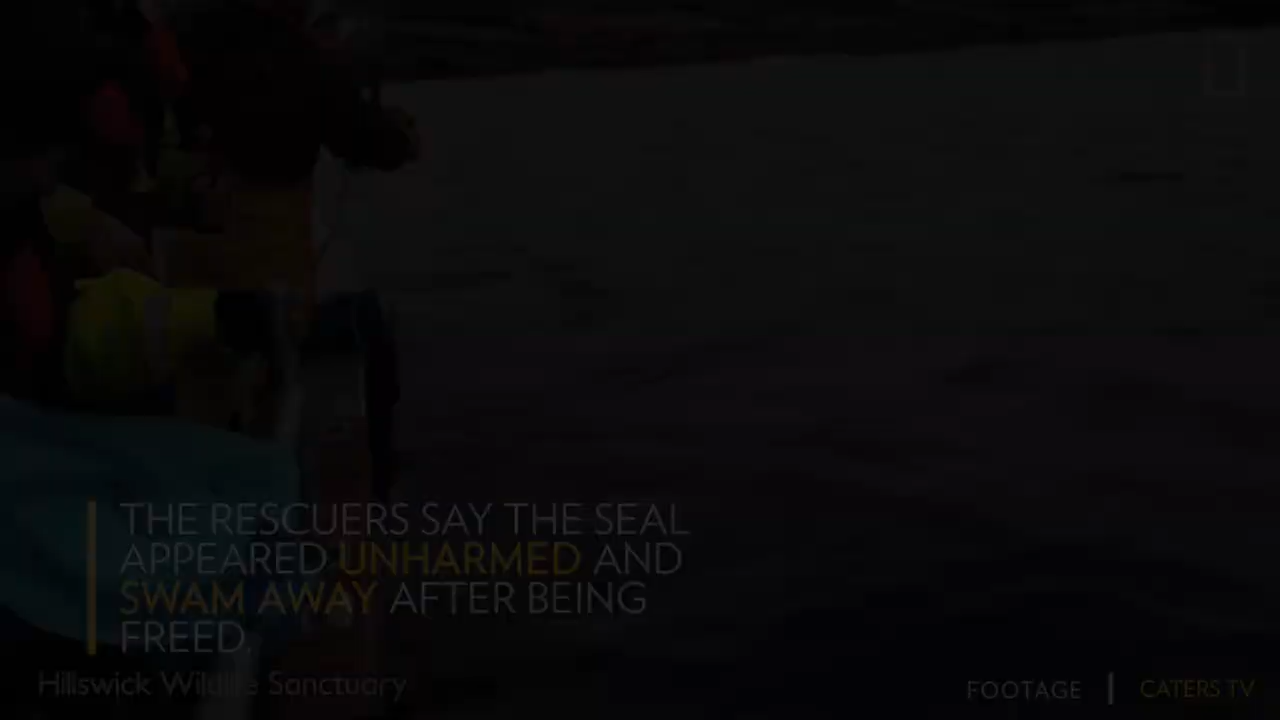 THE RESCUERS SAY THE SEAL
APPEARED UNHARMED AND
SWAM AWAY AFTER BEING
FREED.
Hillswick Wildlife Sanctuary
FOOTAGE | CATERS TV